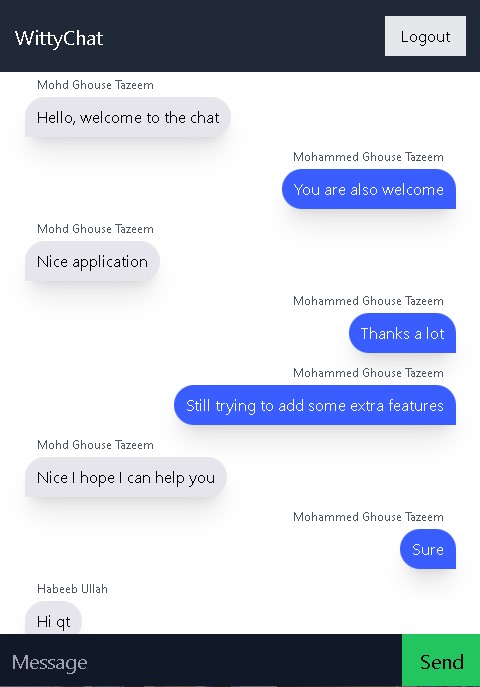 WittyChat
Logout
Mohd Ghouse Tazeem
Hello, welcome to the chat
Mohammed Ghouse Tazeem
You are also welcome
Mohd Ghouse Tazeem
Nice application
Mohammed Ghouse Tazeem
Thanks a lot
Mohammed Ghouse Tazeem
Still trying to add some extra features
Mohd Ghouse Tazeem
Nice I hope I can help you
Mohammed Ghouse Tazeem
Sure
Habeeb Ullah
Hi qt
Message
Send